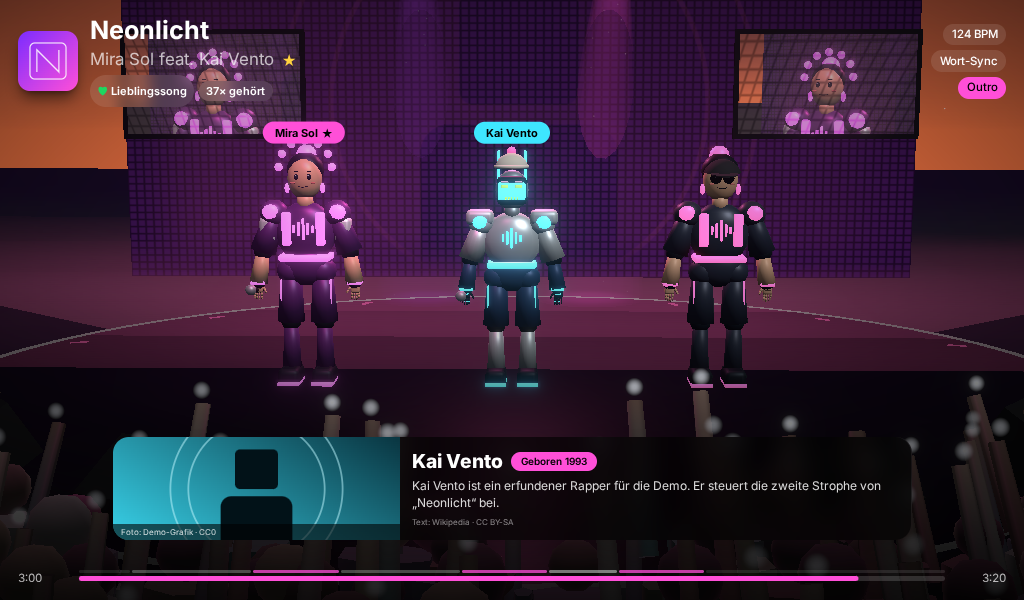 Neonlicht
Mira Sol feat. Kai Vento ★
Lieblingssong
37× gehört
124 BPM
Wort-Sync
Outro
Mira Sol ★
Kai Vento
Kai Vento
Geboren 1993
Kai Vento ist ein erfundener Rapper für die Demo. Er steuert die zweite Strophe von
„Neonlicht“ bei.
Text: Wikipedia · CC BY-SA
Foto: Demo-Grafik · CC0
3:00
3:20